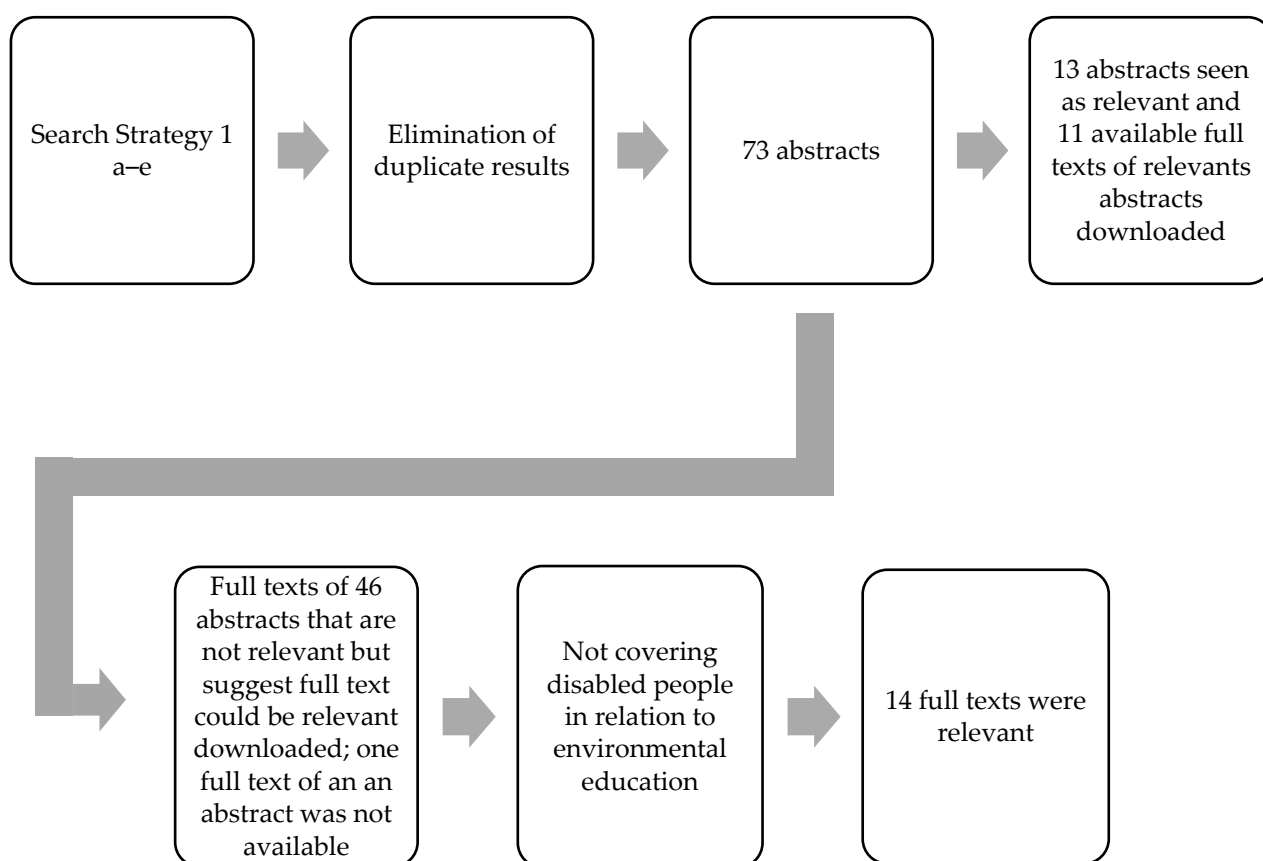 Search Strategy 1
a–e
Elimination of
duplicate results
73 abstracts
13 abstracts seen
as relevant and
11 available full
texts of relevants
abstracts
downloaded
Full texts of 46
abstracts that are
not relevant but
suggest full text
could be relevant
downloaded; one
full text of an an
abstract was not
available
Not covering
disabled people
in relation to
environmental
education
14 full texts were
relevant